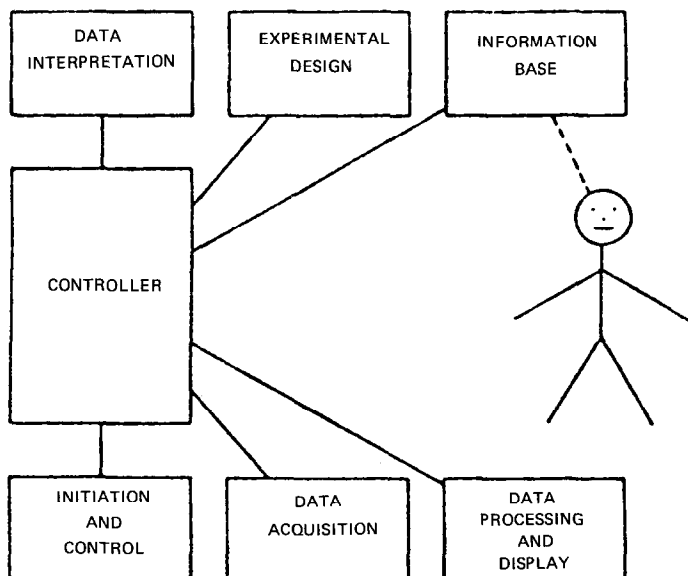 DATA
INTERPRETATION
EXPERIMENTAL
DESIGN
INFORMATION
BASE
CONTROLLER
INITIATION
AND
CONTROL
DATA
ACQUISITION
DATA
PROCESSING
AND
DISPLAY